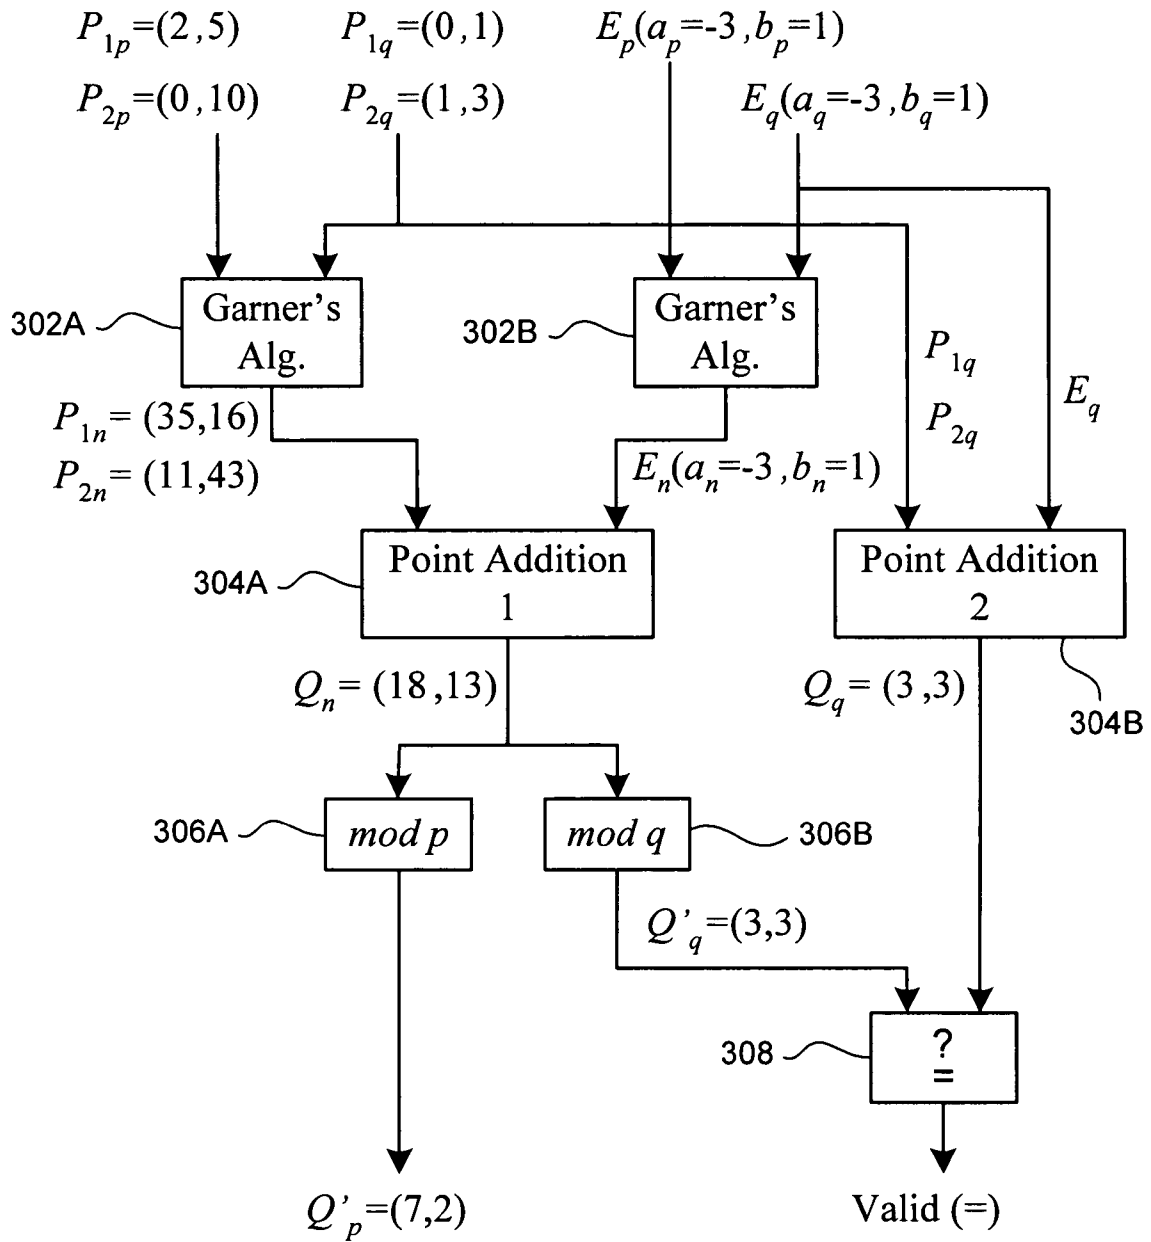 P1p=(2,5) P1q=(0,1) Ep(ap=-3,bp=1)
P2p=(0,10) P2q=(1,3) Eq(aq=-3,bq=1)
302A
Garner's
Alg.
302B
Garner's
Alg.
P1q
P2q
Eq
P1n= (35,16)
P2n= (11,43)
En(an=-3,bn=1)
304A
Point Addition
1
Point Addition
2
304B
Qn= (18,13)
Qq= (3,3)
306A
mod p
mod q
306B
Q'q=(3,3)
308
?
=
Q'p=(7,2)
Valid (=)